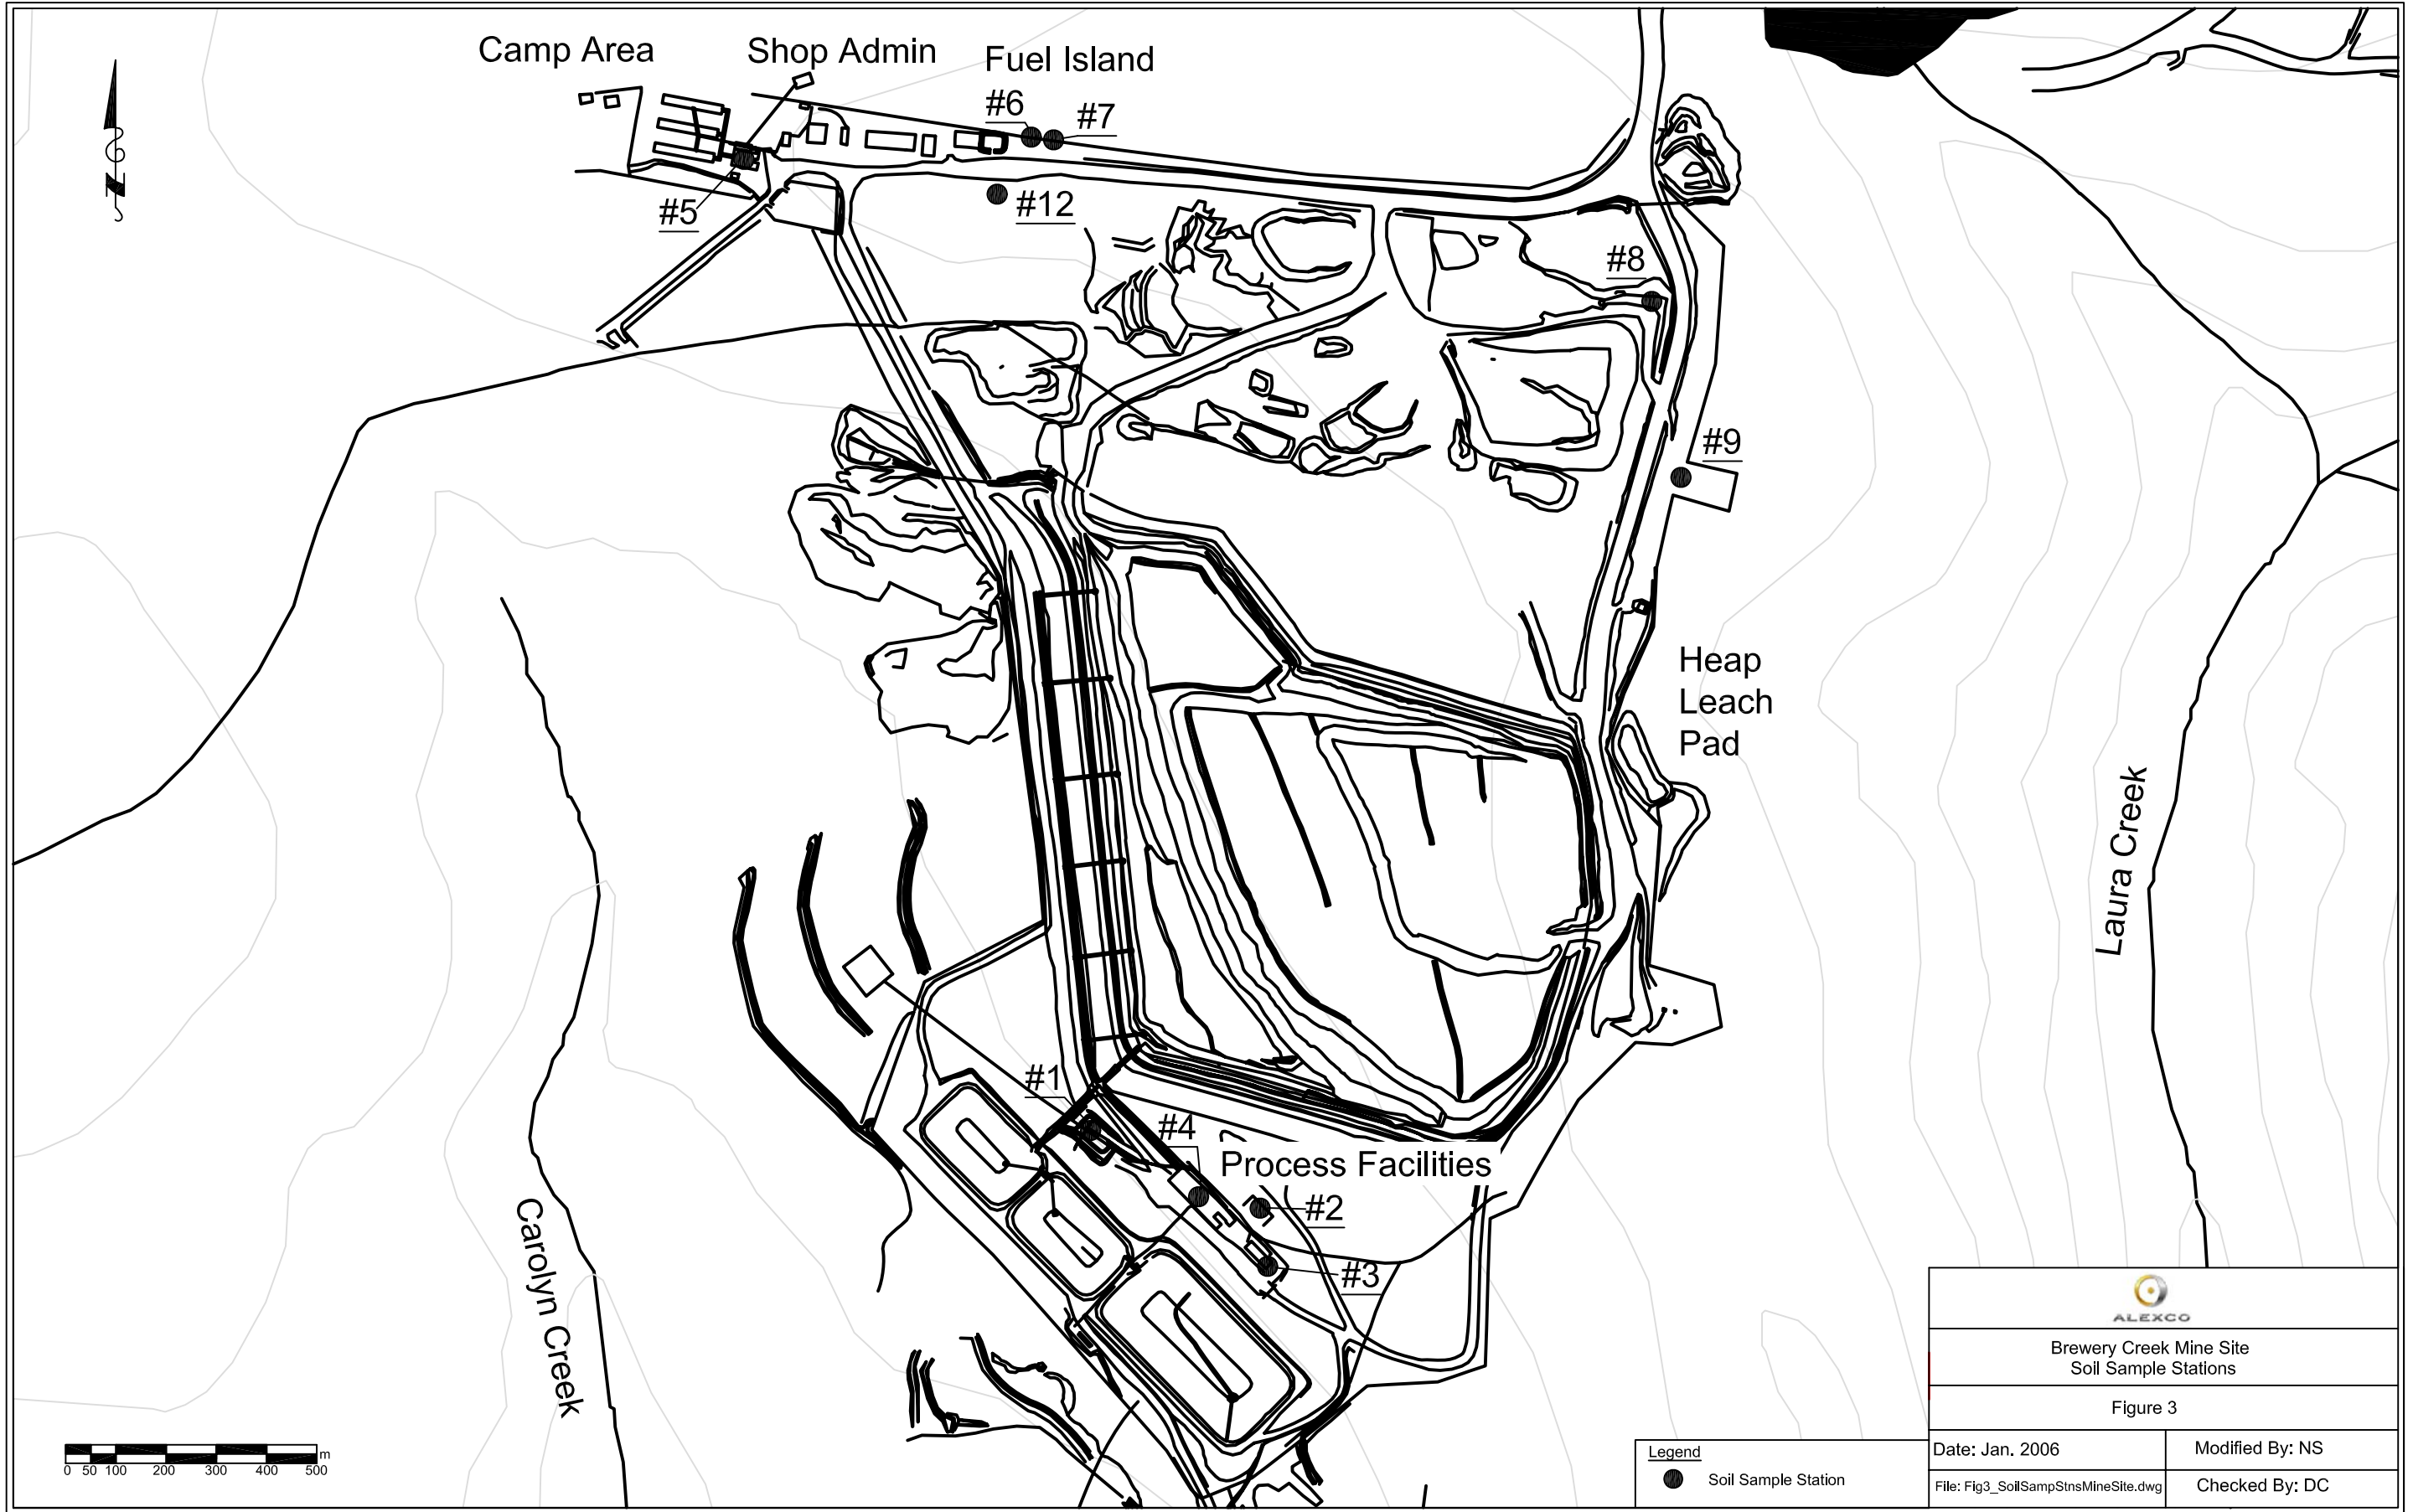 Camp Area
Shop Admin
Fuel Island
#6
#7
#5
#12
#8
#9
Heap
Leach
Pad
Laura Creek
#1
#4
Process Facilities
#2
#3
Carolyn Creek
N
0 50 100 200 300 400 500 m
Legend
Soil Sample Station
ALEXCO
Brewery Creek Mine Site
Soil Sample Stations
Figure 3
Date: Jan. 2006
Modified By: NS
File: Fig3_SoilSampStnsMineSite.dwg
Checked By: DC